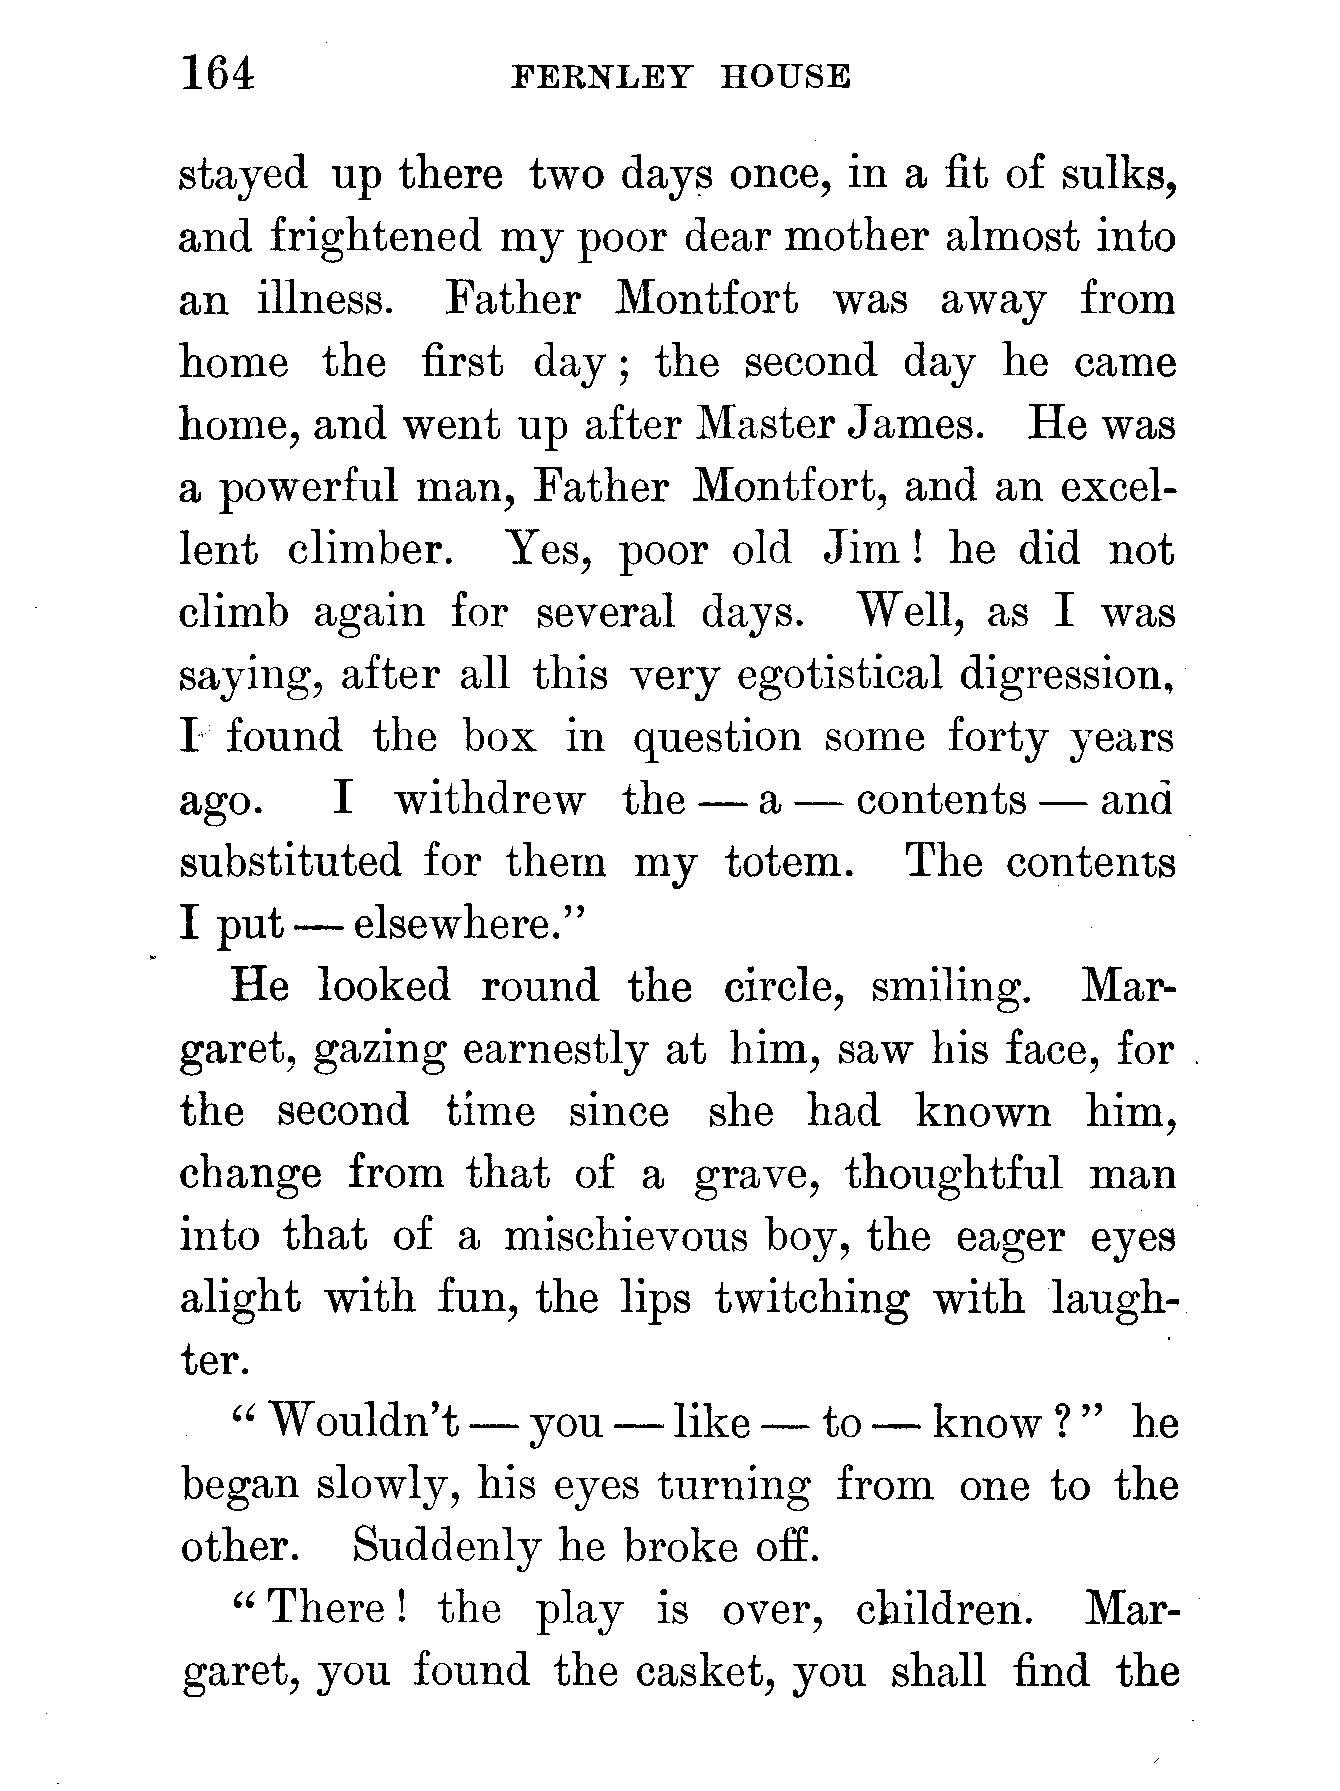 164 FERNLEY HOUSE
stayed up there two days once, in a fit of sulks,
and frightened my poor dear mother almost into
an illness. Father Montfort was away from
home the first day; the second day he came
home, and went up after Master James. He was
a powerful man, Father Montfort, and an excel-
lent climber. Yes, poor old Jim! he did not
climb again for several days. Well, as I was
saying, after all this very egotistical digression,
I found the box in question some forty years
ago. I withdrew the — a — contents — and
substituted for them my totem. The contents
I put — elsewhere.”
He looked round the circle, smiling. Mar-
garet, gazing earnestly at him, saw his face, for
the second time since she had known him,
change from that of a grave, thoughtful man
into that of a mischievous boy, the eager eyes
alight with fun, the lips twitching with laugh-
ter.
“Wouldn’t — you — like — to — know?” he
began slowly, his eyes turning from one to the
other. Suddenly he broke off.
“There! the play is over, children. Mar-
garet, you found the casket, you shall find the